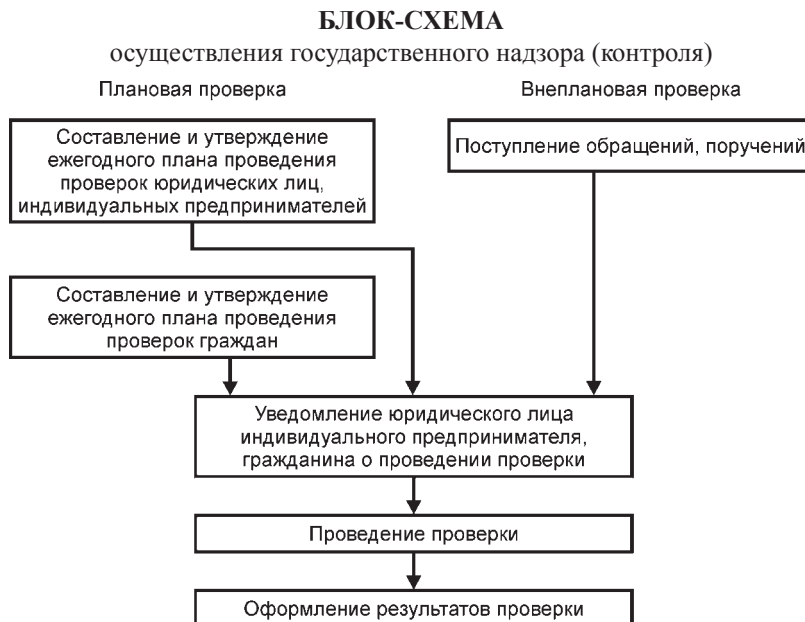 БЛОК-СХЕМА
осуществления государственного надзора (контроля)
Плановая проверка
Внеплановая проверка
Составление и утверждение
ежегодного плана проведения
проверок юридических лиц,
индивидуальных предпринимателей
Поступление обращений, поручений
Составление и утверждение
ежегодного плана проведения
проверок граждан
Уведомление юридического лица
индивидуального предпринимателя,
гражданина о проведении проверки
Проведение проверки
Оформление результатов проверки